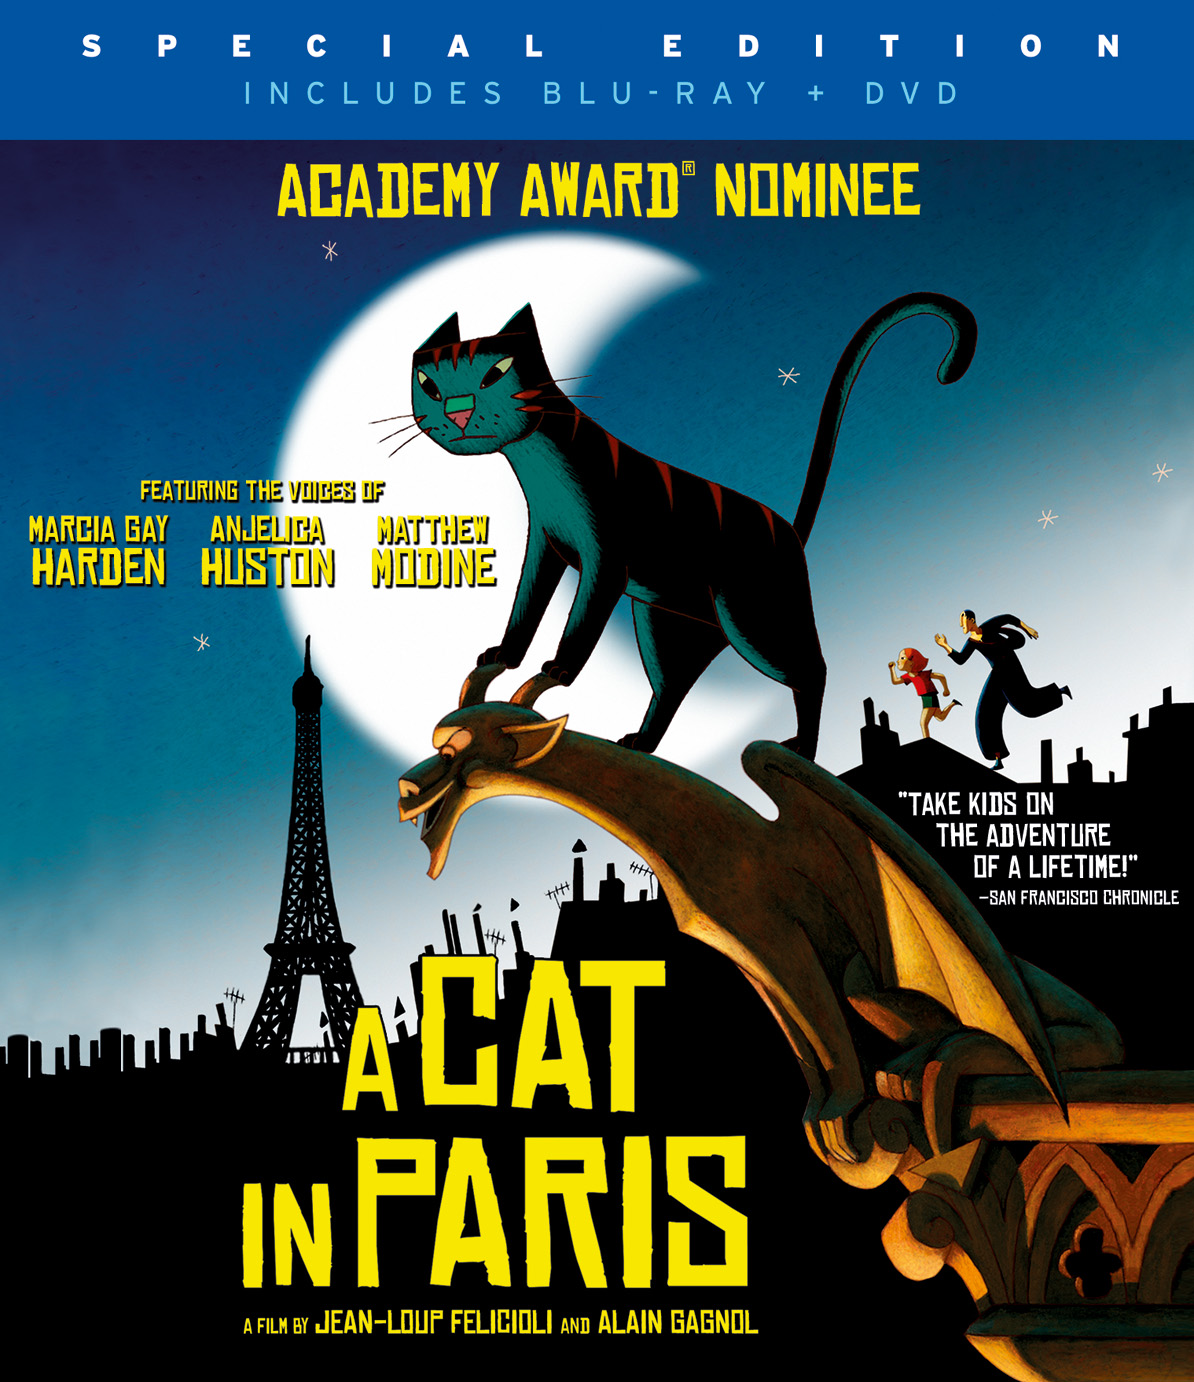 SPECIAL EDITION
INCLUDES BLU-RAY + DVD
ACADEMY AWARD® NOMINEE
FEATURING THE VOICES OF
MARCIA GAY HARDEN
ANJELICA HUSTON
MATTHEW MODINE
"TAKE KIDS ON
THE ADVENTURE
OF A LIFETIME!"
–SAN FRANCISCO CHRONICLE
A CAT
IN PARIS
A FILM BY JEAN-LOUP FELICIOLI AND ALAIN GAGNOL